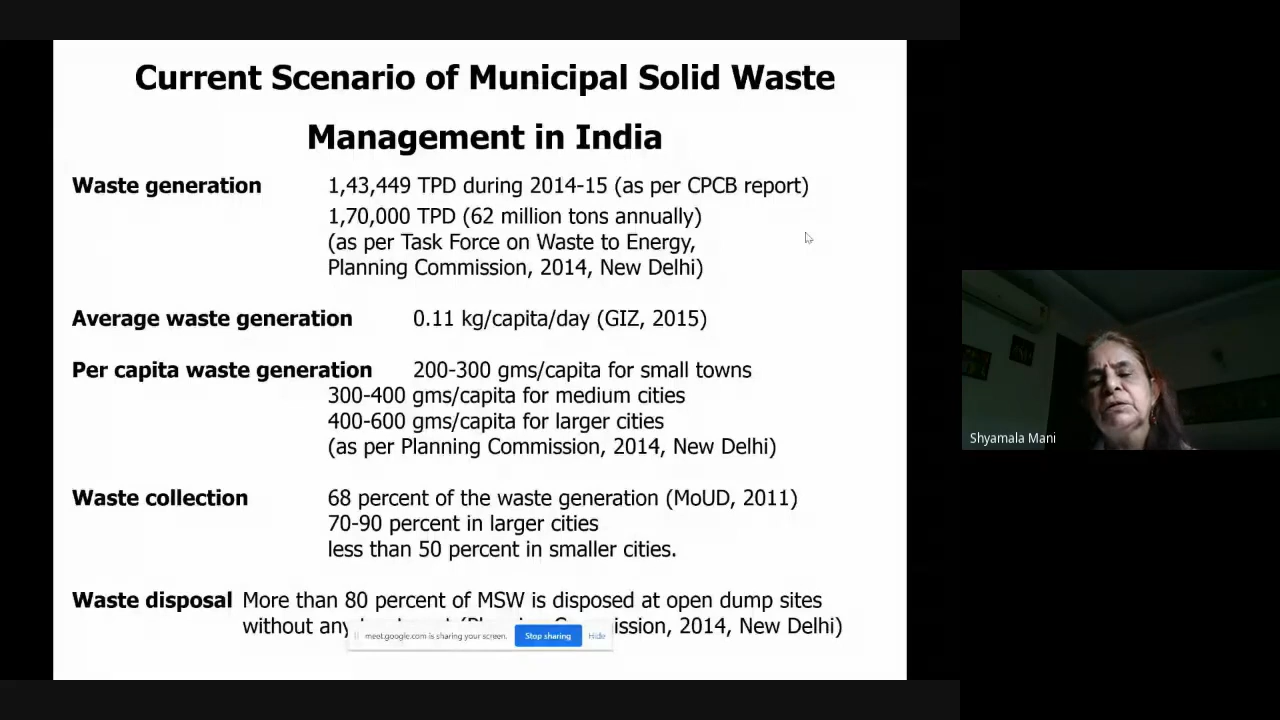 Current Scenario of Municipal Solid Waste
Management in India
Waste generation 1,43,449 TPD during 2014-15 (as per CPCB report)
1,70,000 TPD (62 million tons annually)
(as per Task Force on Waste to Energy,
Planning Commission, 2014, New Delhi)
Average waste generation 0.11 kg/capita/day (GIZ, 2015)
Per capita waste generation 200-300 gms/capita for small towns
300-400 gms/capita for medium cities
400-600 gms/capita for larger cities
(as per Planning Commission, 2014, New Delhi)
Waste collection 68 percent of the waste generation (MoUD, 2011)
70-90 percent in larger cities
less than 50 percent in smaller cities.
Waste disposal More than 80 percent of MSW is disposed at open dump sites
without any 2014, New Delhi)
meet.google.com is sharing your screen. Stop sharing Hide
Shyamala Mani